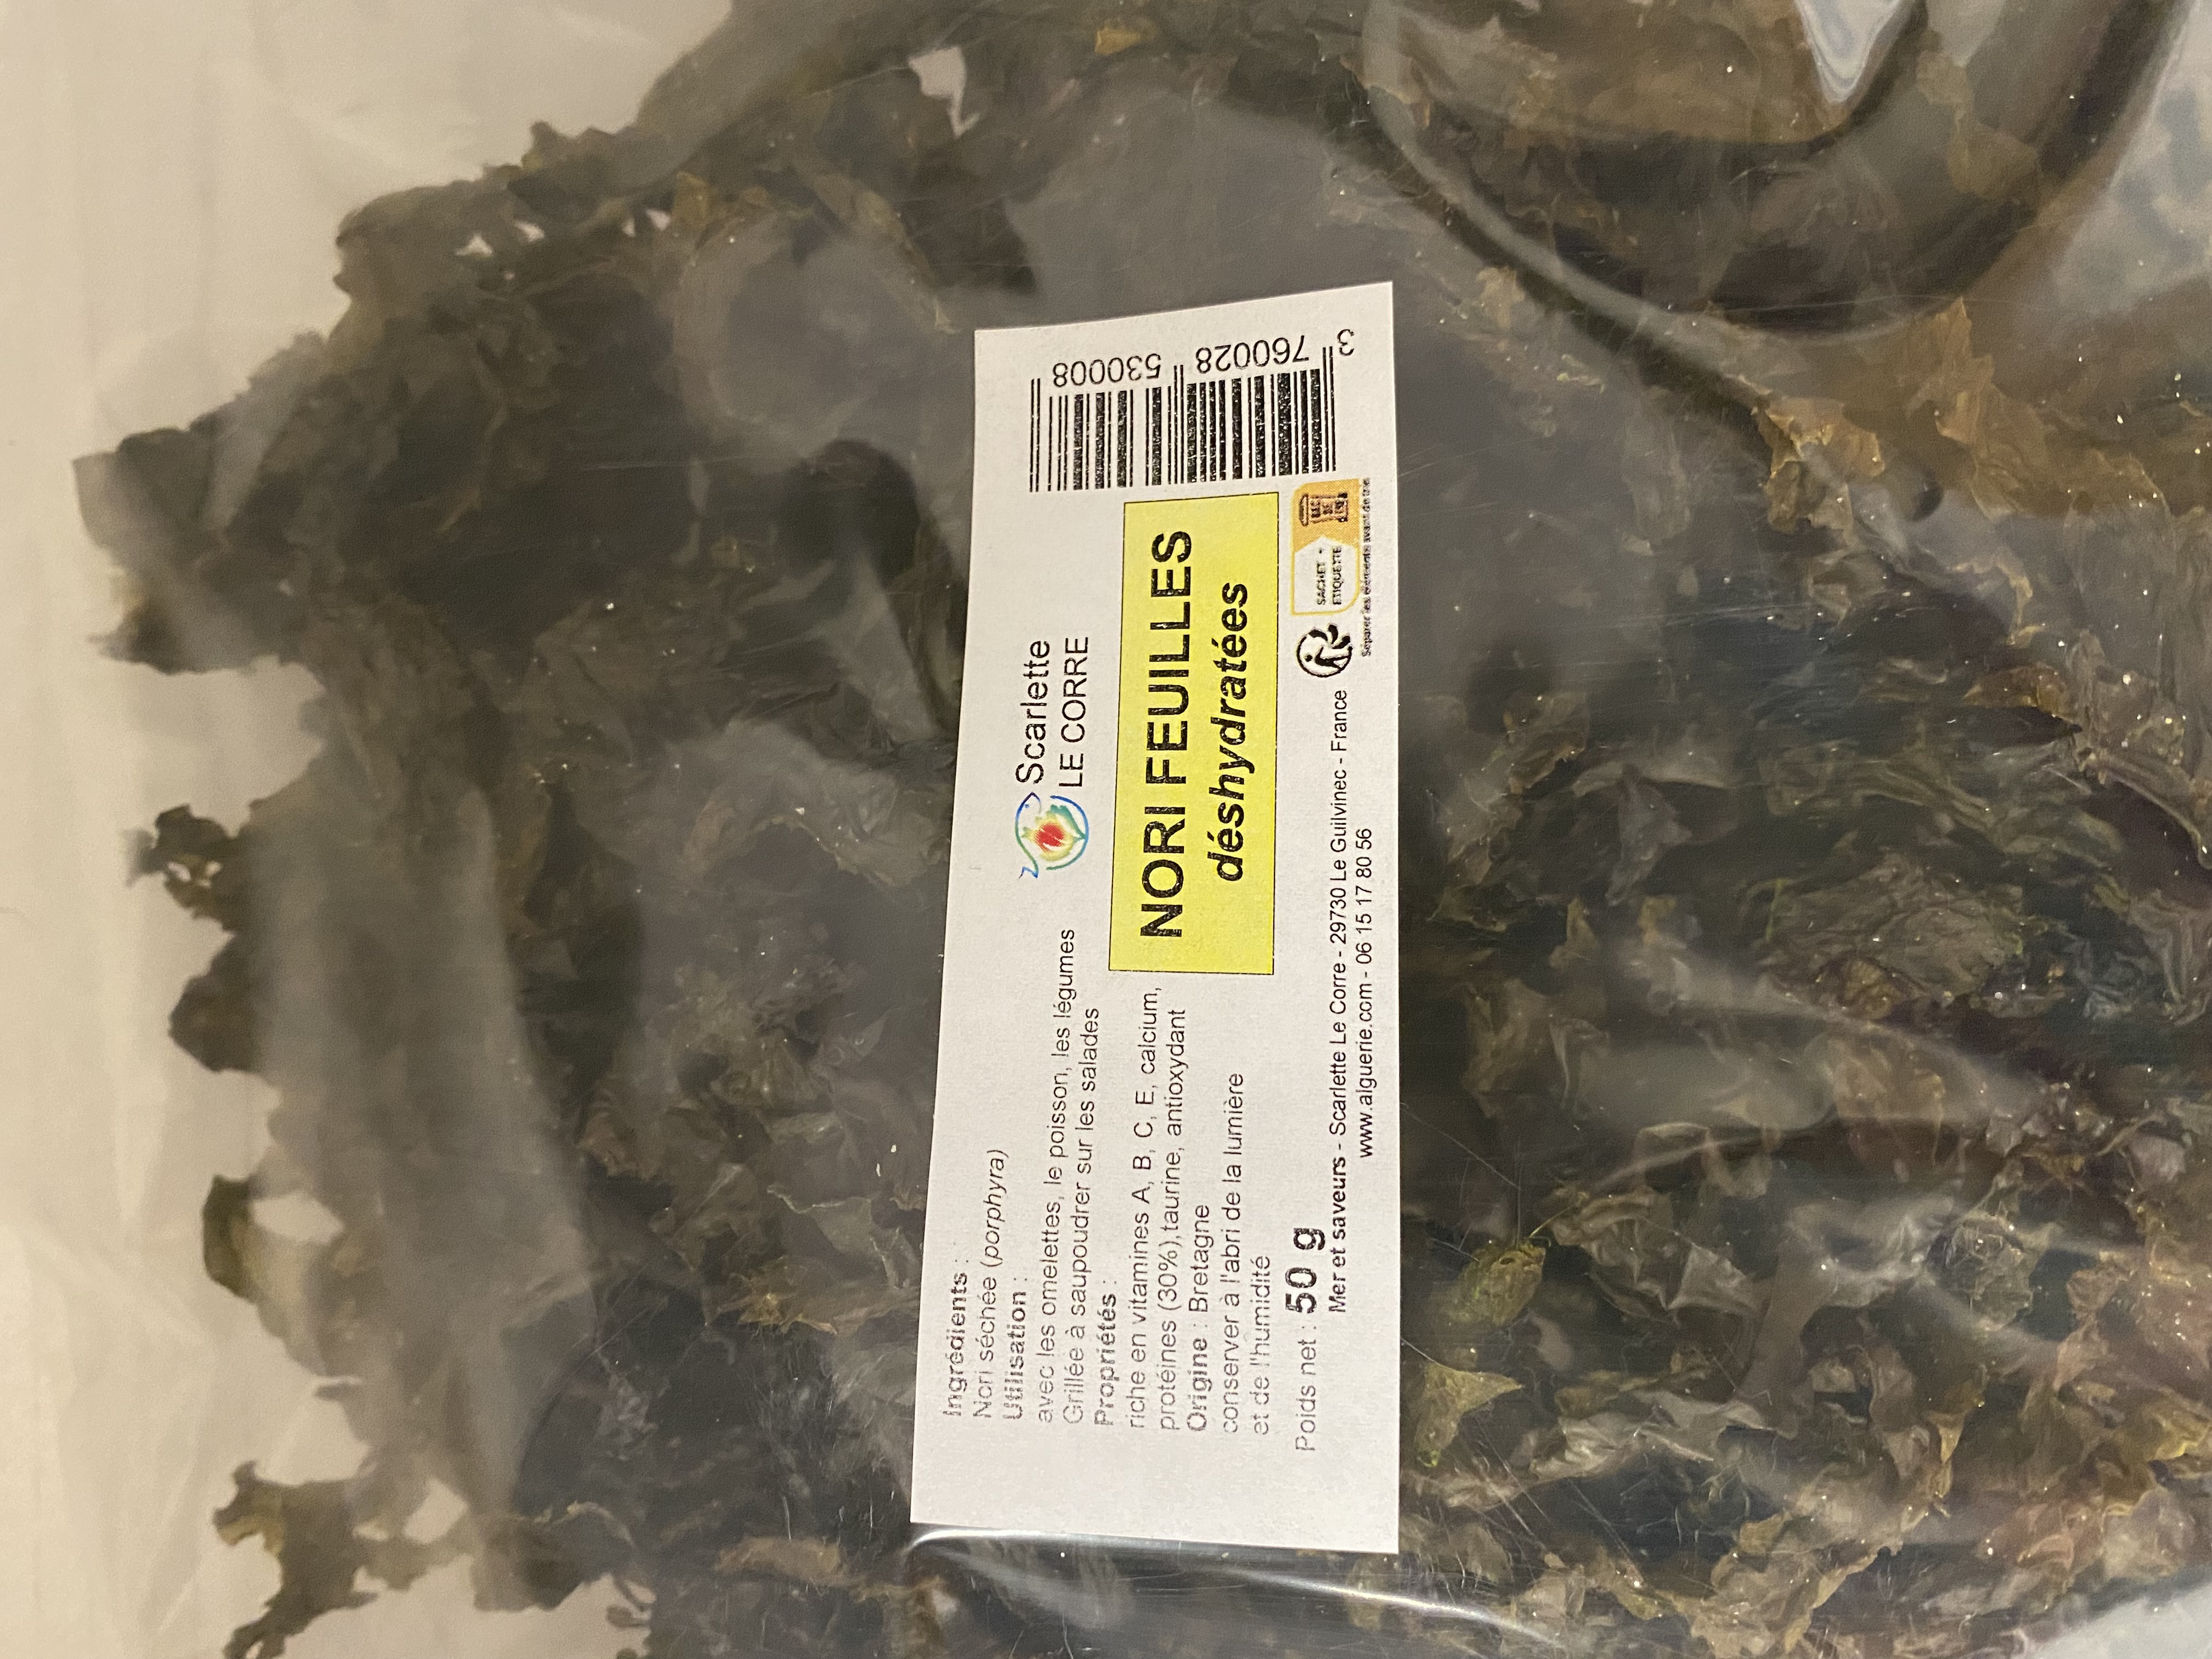 Ingrédients :
Nori séchée (porphyra)
Utilisation :
avec les omelettes, le poisson, les légumes
Grillée à saupoudrer sur les salades
Propriétés :
riche en vitamines A, B, C, E, calcium,
protéines (30%),taurine, antioxydant
Origine : Bretagne
conserver à l'abri de la lumière
et de l'humidité
Poids net : 50 g
Scarlette
LE CORRE
NORI FEUILLES
déshydratées
Mer et saveurs - Scarlette Le Corre - 29730 Le Guilvinec - France
www.alguerie.com - 06 15 17 80 56
SACHET +
ETIQUETTE
Séparer les éléments avant de trier
3 760028 530008